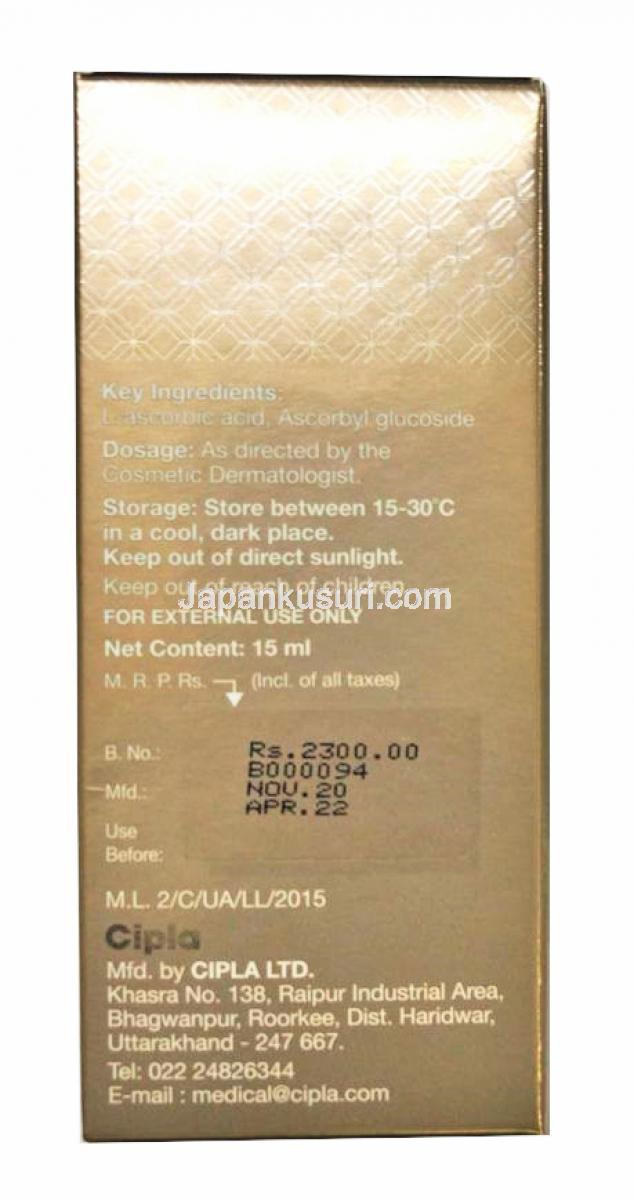 Key Ingredients:
L-ascorbic acid, Ascorbyl glucoside
Dosage: As directed by the
Cosmetic Dermatologist.
Storage: Store between 15-30°C
in a cool, dark place.
Keep out of direct sunlight.
Keep out of reach of children
Japankusuri.com
FOR EXTERNAL USE ONLY
Net Content: 15 ml
M. R. P. Rs. (Incl. of all taxes)
Rs.2300.00
B. No.: B000094
Mfd.: NOV.20
Use APR.22
Before:
M.L. 2/C/UA/LL/2015
Cipla
Mfd. by CIPLA LTD.
Khasra No. 138, Raipur Industrial Area,
Bhagwanpur, Roorkee, Dist. Haridwar,
Uttarakhand - 247 667.
Tel: 022 24826344
E-mail : medical@cipla.com